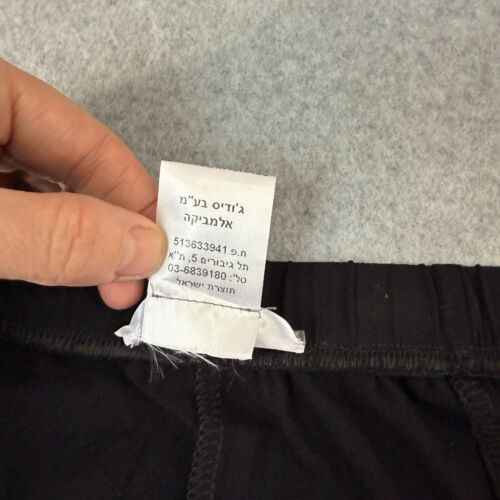 ג'ודיס בע"מ
אלמביקה
ח.פ 513633941
תל גיבורים 5, ת"א
טל': 03-6839180
תוצרת ישראל